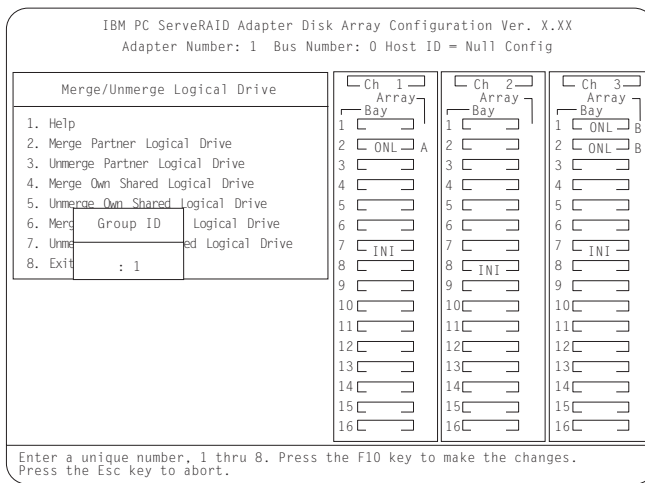 IBM PC ServeRAID Adapter Disk Array Configuration Ver. X.XX
Adapter Number: 1 Bus Number: 0 Host ID = Null Config
Merge/Unmerge Logical Drive
1. Help
2. Merge Partner Logical Drive
3. Unmerge Partner Logical Drive
4. Merge Own Shared Logical Drive
5. Unmerge Own Shared Logical Drive
6. Merg Logical Drive
7. Unme ed Logical Drive
8. Exit
Group ID
: 1
Ch 1
Array
Bay
1
2 ONL A
3
4
5
6
7 INI
8
9
10
11
12
13
14
15
16
Ch 2
Array
Bay
1
2
3
4
5
6
7
8 INI
9
10
11
12
13
14
15
16
Ch 3
Array
Bay
1 ONL B
2 ONL B
3
4
5
6
7 INI
8
9
10
11
12
13
14
15
16
Enter a unique number, 1 thru 8. Press the F10 key to make the changes.
Press the Esc key to abort.